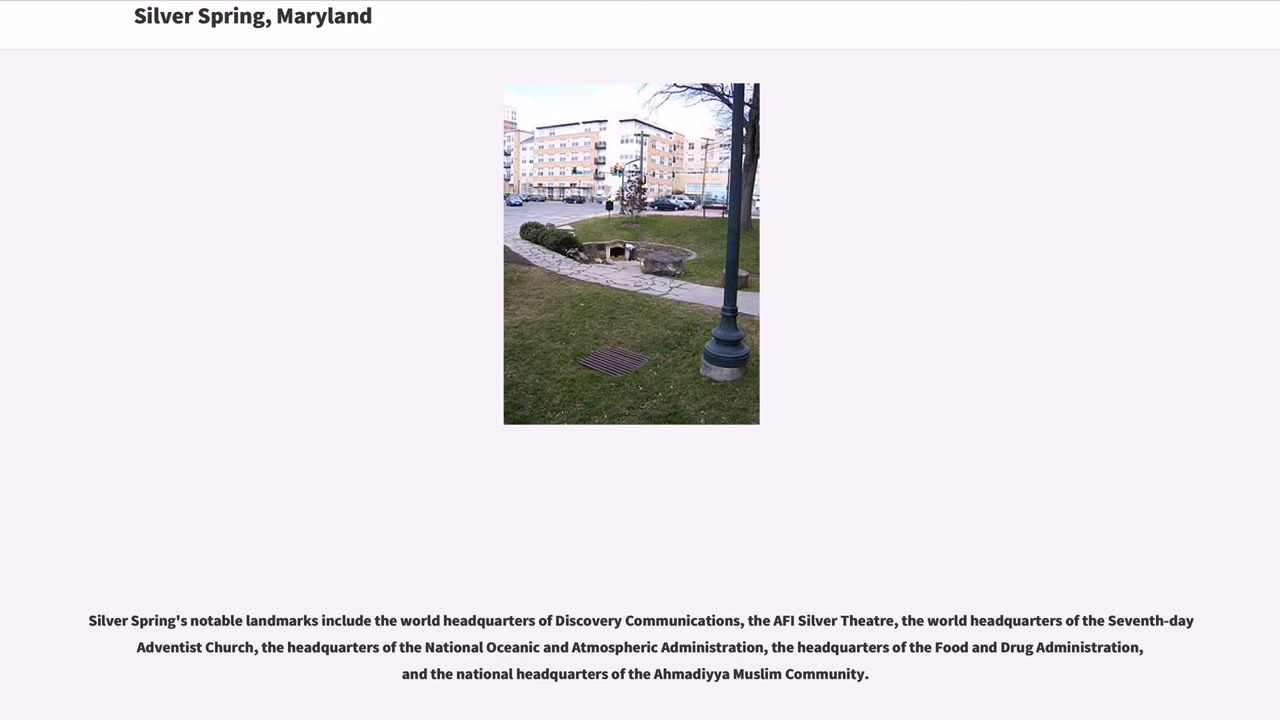 Silver Spring, Maryland
Silver Spring's notable landmarks include the world headquarters of Discovery Communications, the AFI Silver Theatre, the world headquarters of the Seventh-day
Adventist Church, the headquarters of the National Oceanic and Atmospheric Administration, the headquarters of the Food and Drug Administration,
and the national headquarters of the Ahmadiyya Muslim Community.